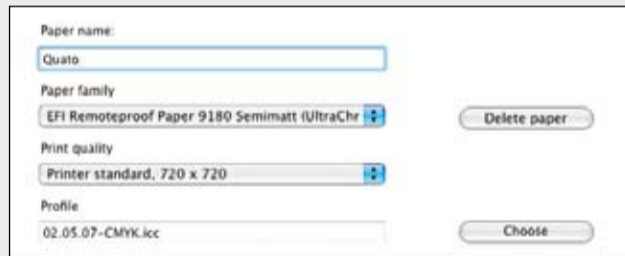 Paper name:
Quato
Paper family
EFI Remoteproof Paper 9180 Semimatt (UltraChr
Delete paper
Print quality
Printer standard, 720 x 720
Profile
02.05.07-CMYK.icc
Choose